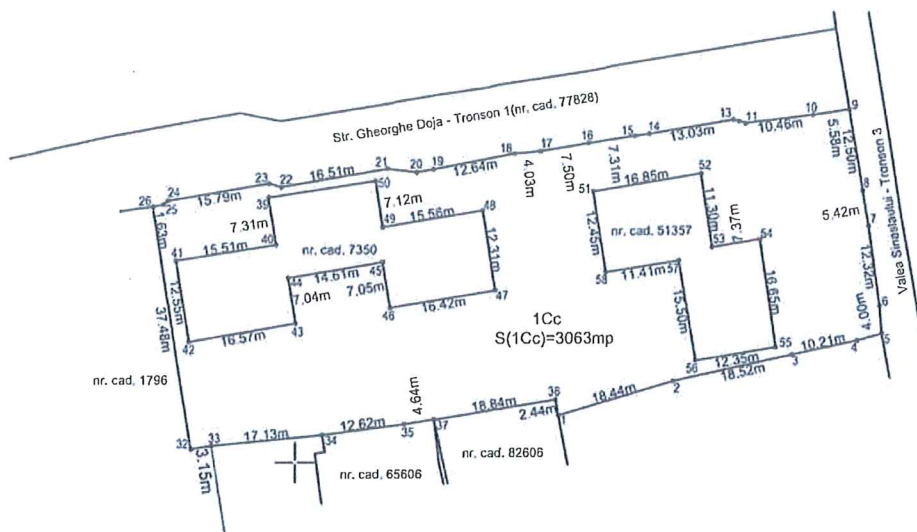 Str. Gheorghe Doja - Tronson 1(nr. cad. 77828)
Valea Sinosatului - Tronson 3
26
24
25
15.79m
23
22
16.51m
21
20
19
12.64m
18
4.03m
17
7.50m
16
7.31m
15
14
13.03m
13
11
10.46m
10
9
5.58m
12.50m
8
5.42m
7
12.32m
6
4.00m
5
1.63m
39
50
7.31m
7.12m
41
15.51m
40
49
15.56m
48
nr. cad. 7350
12.31m
12.55m
37.48m
44
14.61m
45
7.04m
7.05m
46
16.42m
47
42
16.57m
43
51
16.85m
52
12.45m
nr. cad. 51357
11.30m
53
7.37m
54
58
11.41m
57
15.50m
16.65m
56
12.35m
55
1Cc
S(1Cc)=3063mp
nr. cad. 1796
32
33
3.15m
17.13m
34
12.62m
35
4.64m
37
18.84m
36
2.44m
1
18.44m
2
18.52m
3
10.21m
4
nr. cad. 65606
nr. cad. 82606